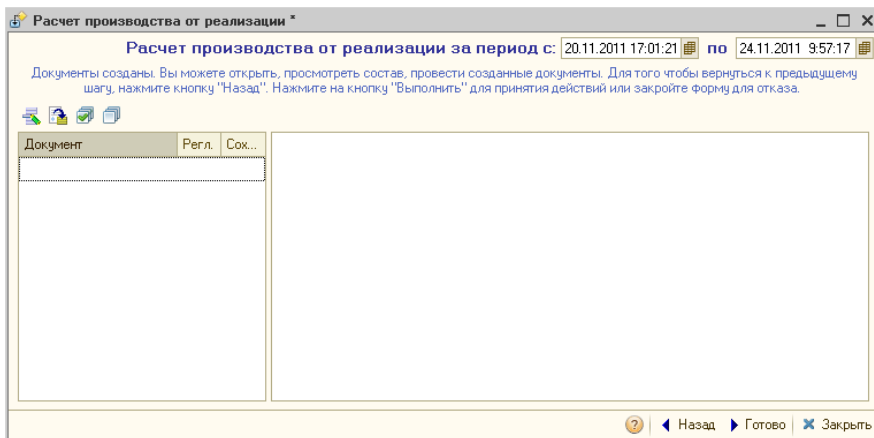 Расчет производства от реализации *
Расчет производства от реализации за период с: 20.11.2011 17:01:21 по 24.11.2011 9:57:17
Документы созданы. Вы можете открыть, просмотреть состав, провести созданные документы. Для того чтобы вернуться к предыдущему
шагу, нажмите кнопку "Назад". Нажмите на кнопку "Выполнить" для принятия действий или закройте форму для отказа.
Документ Регл. Сох...
? Назад Готово Закрыть